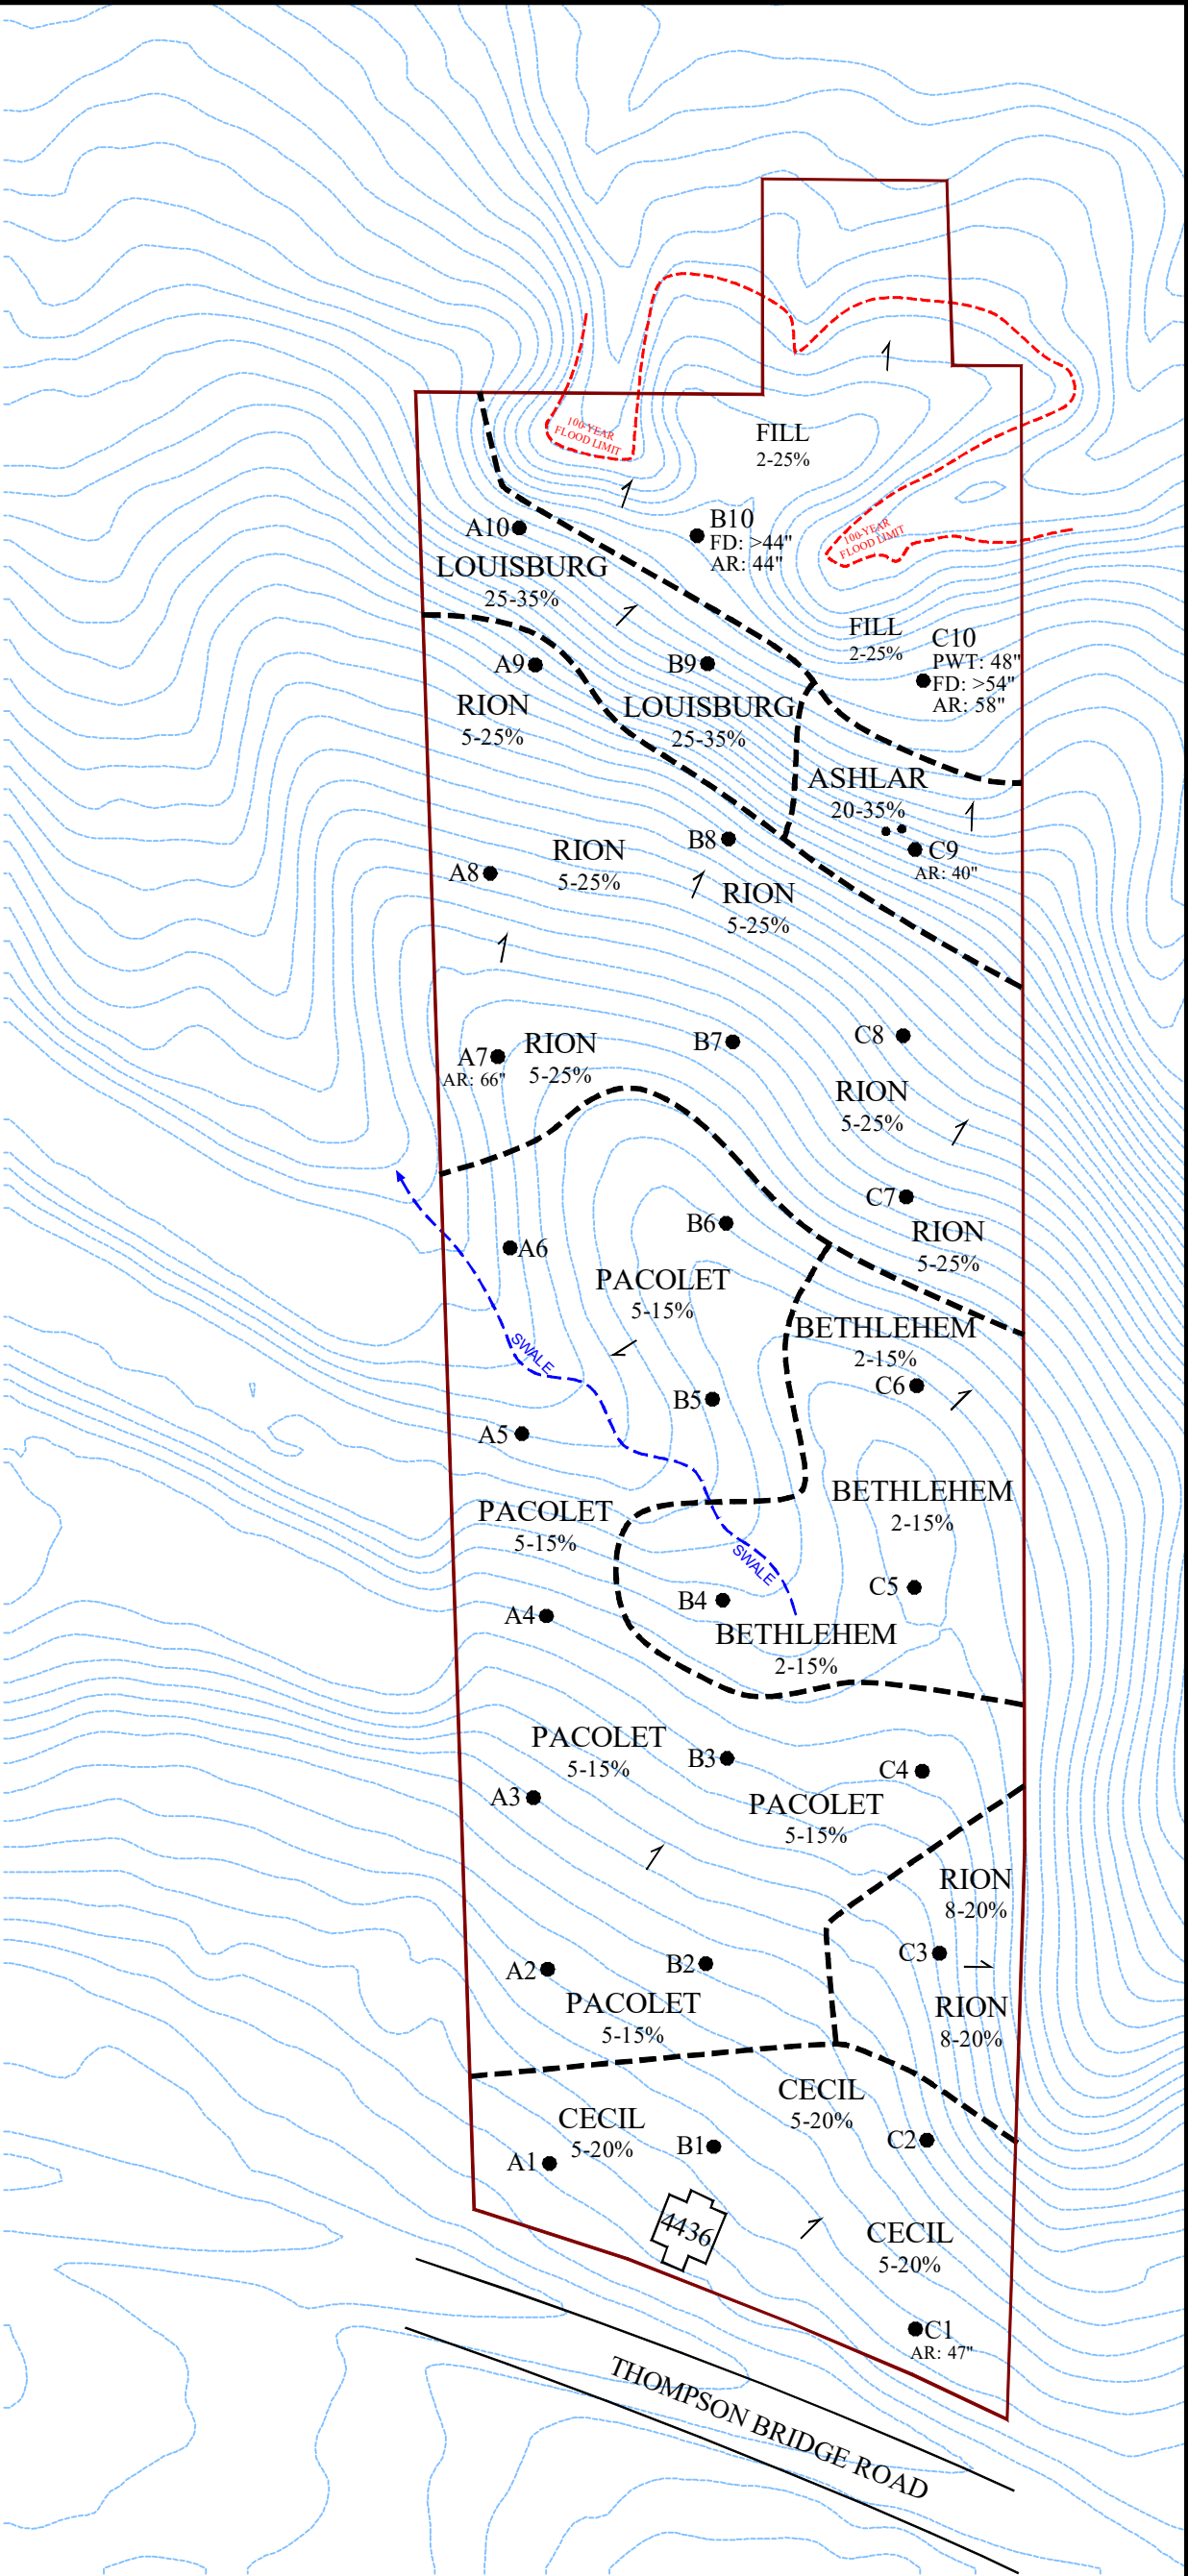 FILL
2-25%
100-YEAR
FLOOD LIMIT
A10
B10
FD: >44"
AR: 44"
100-YEAR
FLOOD LIMIT
LOUISBURG
25-35%
FILL
2-25%
C10
PWT: 48"
FD: >54"
AR: 58"
A9
B9
RION
5-25%
LOUISBURG
25-35%
ASHLAR
20-35%
C9
AR: 40"
B8
RION
5-25%
A8
RION
5-25%
A7
AR: 66"
RION
5-25%
B7
C8
RION
5-25%
C7
RION
5-25%
B6
A6
PACOLET
5-15%
BETHLEHEM
2-15%
C6
SWALE
B5
A5
BETHLEHEM
2-15%
PACOLET
5-15%
SWALE
B4
C5
A4
BETHLEHEM
2-15%
PACOLET
5-15%
B3
C4
A3
PACOLET
5-15%
RION
8-20%
C3
A2
B2
PACOLET
5-15%
RION
8-20%
CECIL
5-20%
CECIL
5-20%
B1
C2
A1
4436
CECIL
5-20%
C1
AR: 47"
THOMPSON BRIDGE ROAD